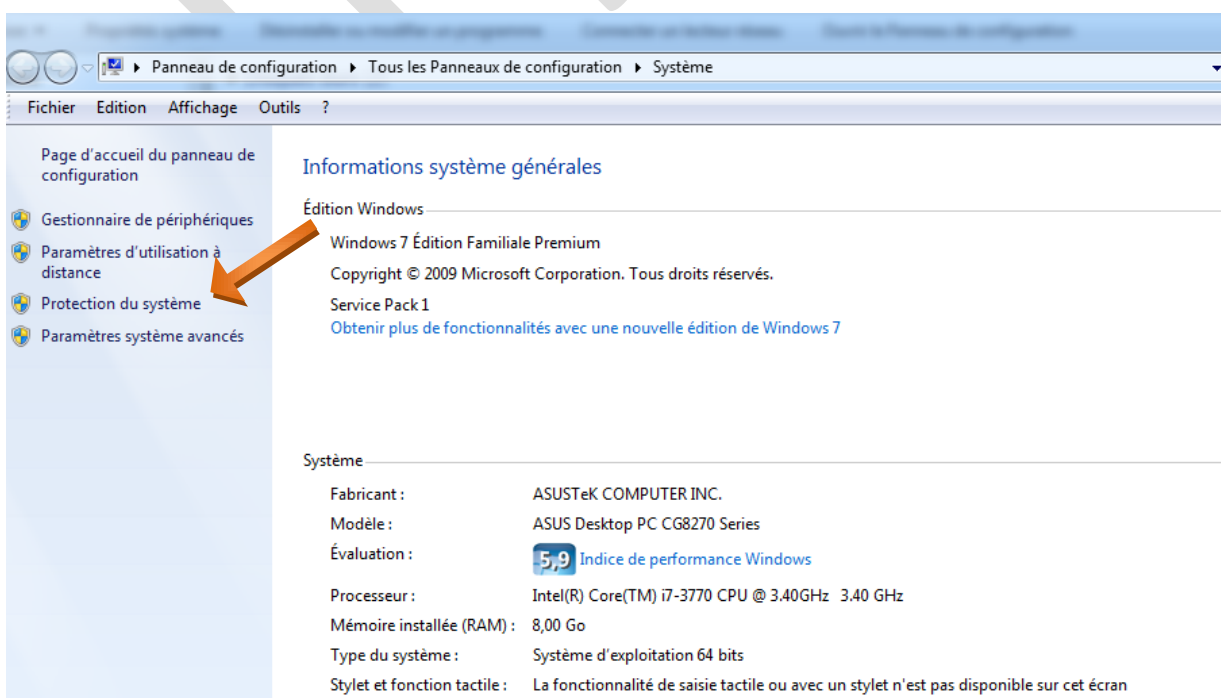 Panneau de configuration ▸ Tous les Panneaux de configuration ▸ Système
Fichier Edition Affichage Outils ?
Page d'accueil du panneau de
configuration
Gestionnaire de périphériques
Paramètres d'utilisation à
distance
Protection du système
Paramètres système avancés
Informations système générales
Édition Windows
Windows 7 Édition Familiale Premium
Copyright © 2009 Microsoft Corporation. Tous droits réservés.
Service Pack 1
Obtenir plus de fonctionnalités avec une nouvelle édition de Windows 7
Système
Fabricant : ASUSTeK COMPUTER INC.
Modèle : ASUS Desktop PC CG8270 Series
Évaluation : 5,9 Indice de performance Windows
Processeur : Intel(R) Core(TM) i7-3770 CPU @ 3.40GHz 3.40 GHz
Mémoire installée (RAM) : 8,00 Go
Type du système : Système d'exploitation 64 bits
Stylet et fonction tactile : La fonctionnalité de saisie tactile ou avec un stylet n'est pas disponible sur cet écran